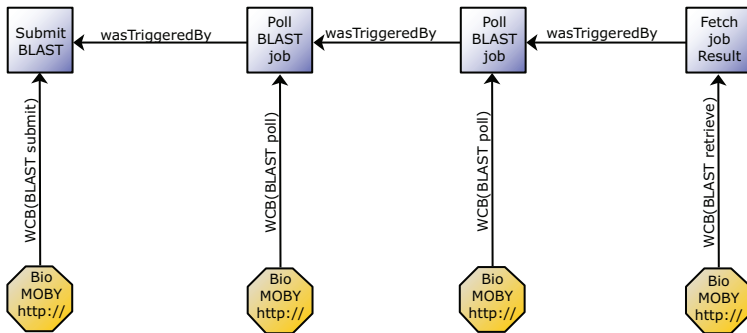 Submit
BLAST
wasTriggeredBy
Poll
BLAST
job
wasTriggeredBy
Poll
BLAST
job
wasTriggeredBy
Fetch
job
Result
WCB(BLAST submit)
WCB(BLAST poll)
WCB(BLAST poll)
WCB(BLAST retrieve)
Bio
MOBY
http://
Bio
MOBY
http://
Bio
MOBY
http://
Bio
MOBY
http://